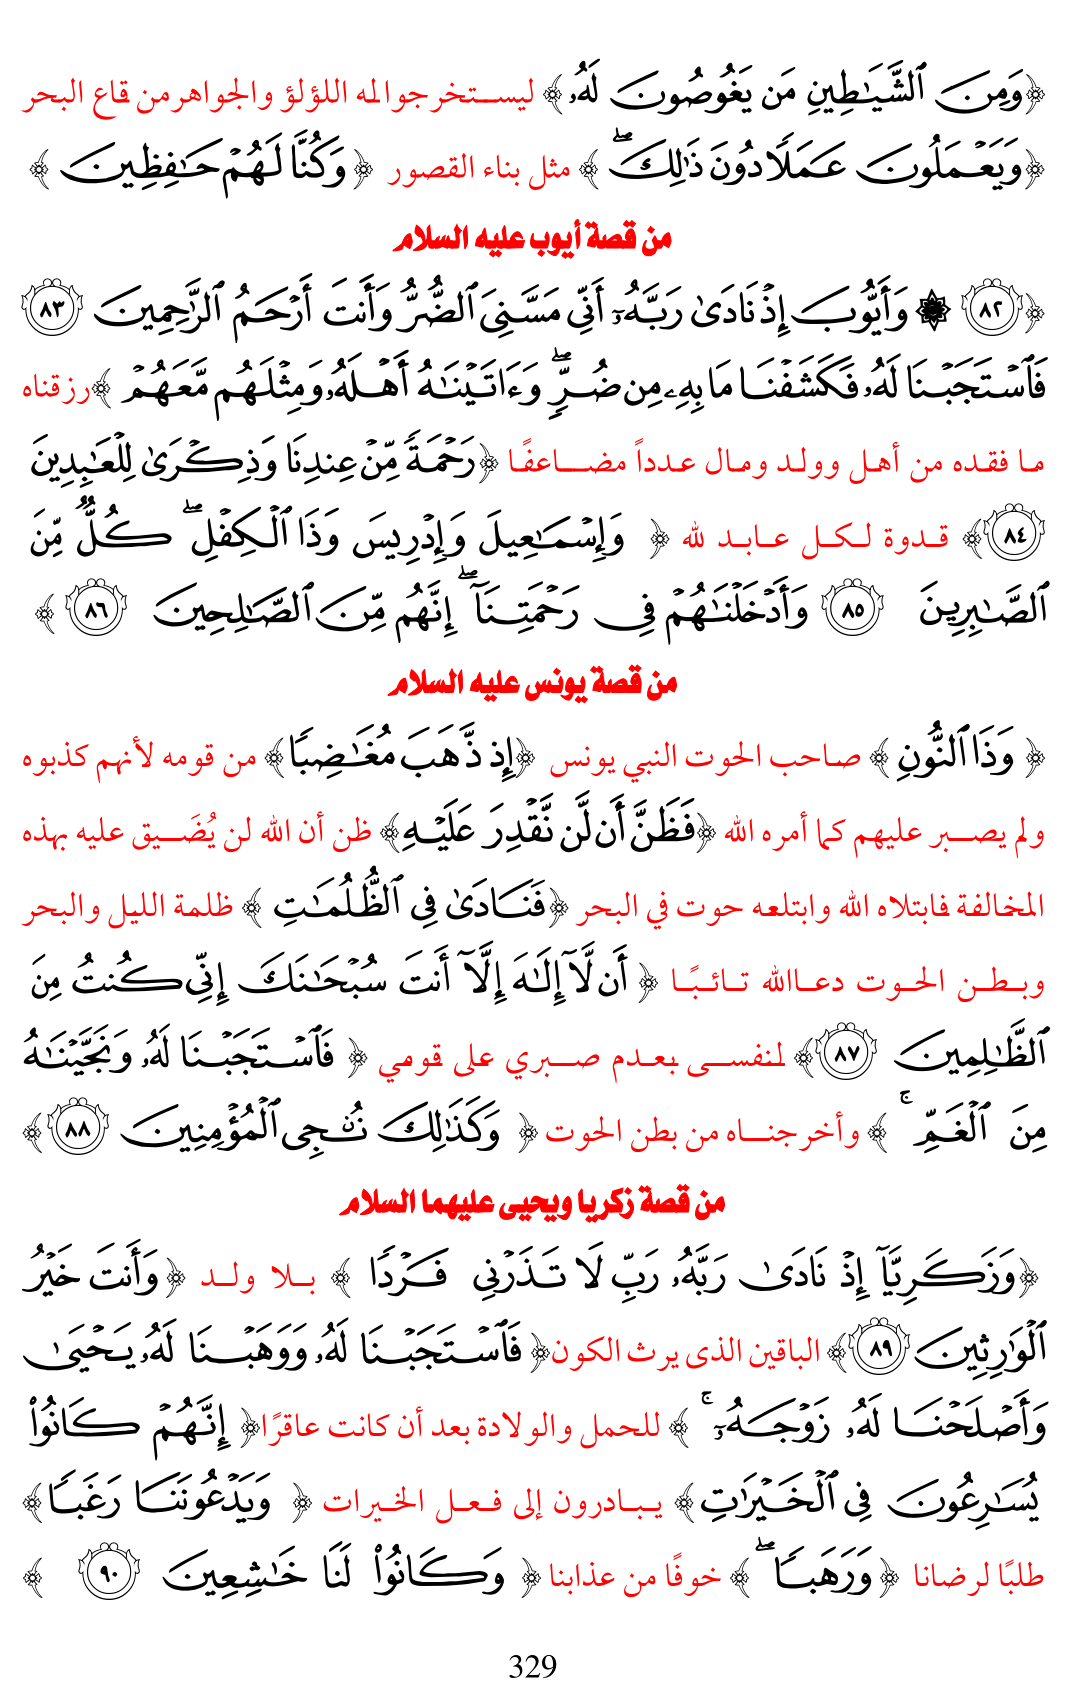 ﴿وَمِنَ ٱلشَّيَـٰطِينِ مَن يَغُوصُونَ لَهُۥ﴾ ليستخرجوا له اللؤلؤ والجواهر من قاع البحر
﴿وَيَعۡمَلُونَ عَمَلًا دُونَ ذَٰلِكَۖ﴾ مثل بناء القصور ﴿وَكُنَّا لَهُمۡ حَـٰفِظِينَ﴾
من قصة أيوب عليه السلام
﴿٨٢ ۞ وَأَيُّوبَ إِذۡ نَادَىٰ رَبَّهُۥٓ أَنِّي مَسَّنِيَ ٱلضُّرُّ وَأَنتَ أَرۡحَمُ ٱلرَّٰحِمِينَ ٨٣
فَٱسۡتَجَبۡنَا لَهُۥ فَكَشَفۡنَا مَا بِهِۦ مِن ضُرّٖۖ وَءَاتَيۡنَـٰهُ أَهۡلَهُۥ وَمِثۡلَهُم مَّعَهُمۡ﴾ رزقناه
ما فقده من أهل وولد ومال عدداً مضاعفًا ﴿رَحۡمَةٗ مِّنۡ عِندِنَا وَذِكۡرَىٰ لِلۡعَـٰبِدِينَ
٨٤﴾ قدوة لكل عابد لله ﴿وَإِسۡمَـٰعِيلَ وَإِدۡرِيسَ وَذَا ٱلۡكِفۡلِۖ كُلّٞ مِّنَ
ٱلصَّـٰبِرِينَ ٨٥ وَأَدۡخَلۡنَـٰهُمۡ فِي رَحۡمَتِنَآۖ إِنَّهُم مِّنَ ٱلصَّـٰلِحِينَ ٨٦﴾
من قصة يونس عليه السلام
﴿وَذَا ٱلنُّونِ﴾ صاحب الحوت النبي يونس ﴿إِذ ذَّهَبَ مُغَـٰضِبٗا﴾ من قومه لأنهم كذبوه
ولم يصبر عليهم كما أمره الله ﴿فَظَنَّ أَن لَّن نَّقۡدِرَ عَلَيۡهِ﴾ ظن أن الله لن يُضَيق عليه بهذه
المخالفة فابتلاه الله وابتلعه حوت في البحر ﴿فَنَادَىٰ فِي ٱلظُّلُمَـٰتِ﴾ ظلمة الليل والبحر
وبطن الحوت دعاالله تائبًا ﴿أَن لَّآ إِلَـٰهَ إِلَّآ أَنتَ سُبۡحَـٰنَكَ إِنِّي كُنتُ مِنَ
ٱلظَّـٰلِمِينَ ٨٧﴾ لنفسى بعدم صبري على قومي ﴿فَٱسۡتَجَبۡنَا لَهُۥ وَنَجَّيۡنَـٰهُ
مِنَ ٱلۡغَمِّۚ﴾ وأخرجناه من بطن الحوت ﴿وَكَذَٰلِكَ نُـۨجِي ٱلۡمُؤۡمِنِينَ ٨٨﴾
من قصة زكريا ويحيى عليهما السلام
﴿وَزَكَرِيَّآ إِذۡ نَادَىٰ رَبَّهُۥ رَبِّ لَا تَذَرۡنِي فَرۡدٗا﴾ بلا ولد ﴿وَأَنتَ خَيۡرُ
ٱلۡوَٰرِثِينَ ٨٩﴾ الباقين الذى يرث الكون﴿فَٱسۡتَجَبۡنَا لَهُۥ وَوَهَبۡنَا لَهُۥ يَحۡيَىٰ
وَأَصۡلَحۡنَا لَهُۥ زَوۡجَهُۥٓۚ﴾ للحمل والولادة بعد أن كانت عاقرًا﴿إِنَّهُمۡ كَانُواْ
يُسَـٰرِعُونَ فِي ٱلۡخَيۡرَٰتِ﴾ يبادرون إلى فعل الخيرات ﴿وَيَدۡعُونَنَا رَغَبٗا﴾
طلبًا لرضانا ﴿وَرَهَبٗاۖ﴾ خوفًا من عذابنا ﴿وَكَانُواْ لَنَا خَـٰشِعِينَ ٩٠﴾
329